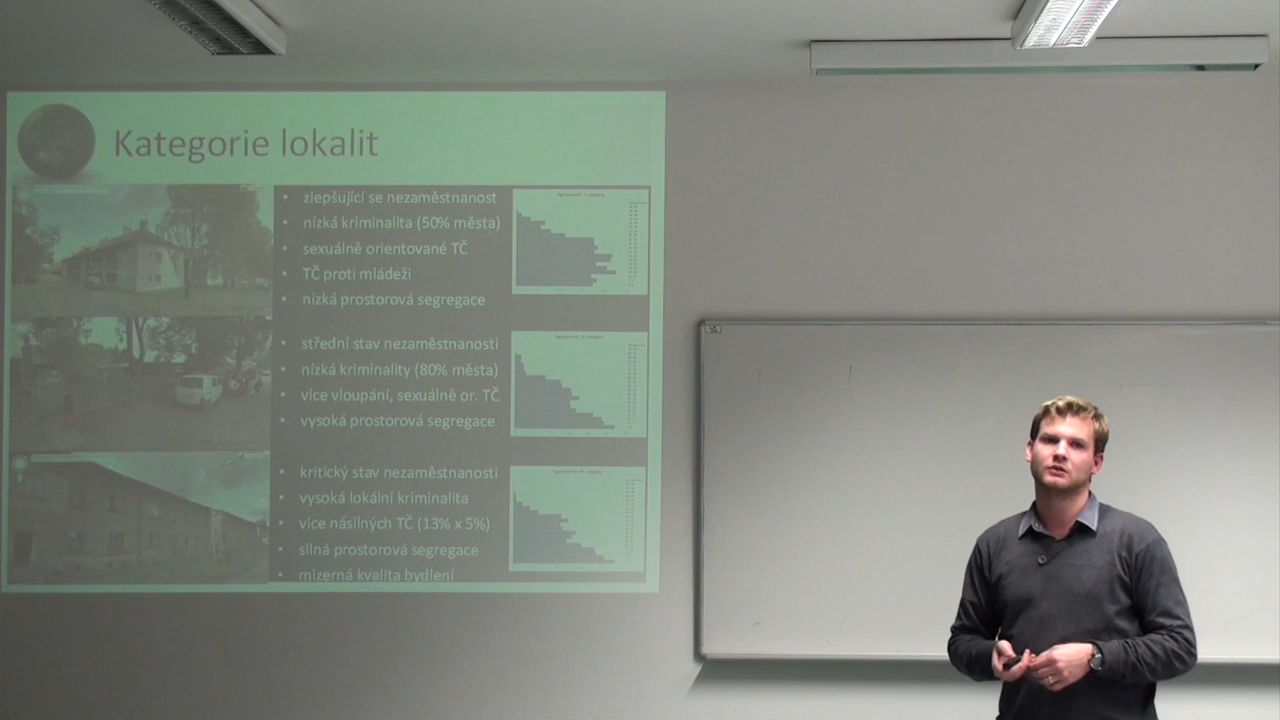 Kategorie lokalit
• zlepšující se nezaměstnanost
• nízká kriminalita (50% města)
• sexuálně orientované TČ
• TČ proti mládeži
• nízká prostorová segregace
• střední stav nezaměstnanosti
• nízká kriminality (80% města)
• více vloupání, sexuálně or. TČ
• vysoká prostorová segregace
• kritický stav nezaměstnanosti
• vysoká lokální kriminalita
• více násilných TČ (13% x 5%)
• silná prostorová segregace
• mizerná kvalita bydlení